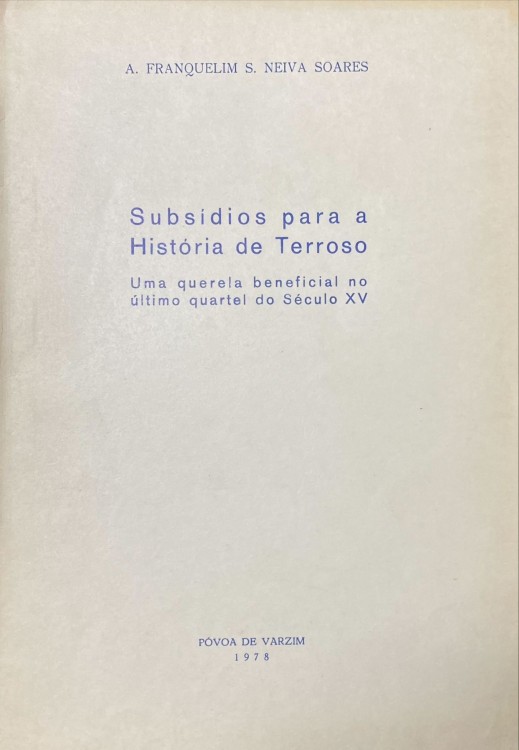 A. FRANQUELIM S. NEIVA SOARES
Subsídios para a
História de Terroso
Uma querela beneficial no
último quartel do Século XV
PÓVOA DE VARZIM
1978